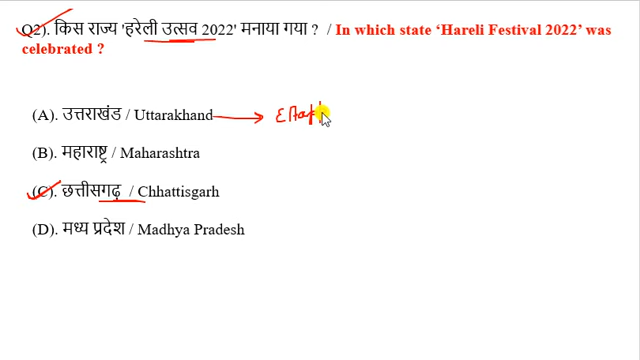 Q2). किस राज्य 'हरेली उत्सव 2022' मनाया गया ? / In which state ‘Hareli Festival 2022’ was
celebrated ?
(A). उत्तराखंड / Uttarakhand
(B). महाराष्ट्र / Maharashtra
(C). छत्तीसगढ़ / Chhattisgarh
(D). मध्य प्रदेश / Madhya Pradesh